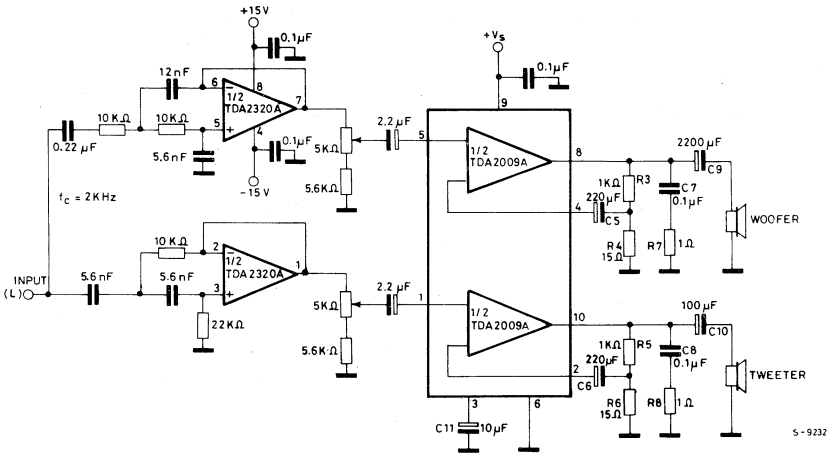 +15V
0.1µF
12nF
6
8
7
1/2
TDA2320A
10KΩ
10KΩ
5
4
0.22µF
5.6nF
0.1µF
-15V
5KΩ
5.6KΩ
2.2µF
fc = 2KHz
+Vs
0.1µF
9
5
1/2
TDA2009A
8
4
220µF
C5
1KΩ
R3
R4
15Ω
C7
0.1µF
R7
1Ω
2200µF
C9
WOOFER
INPUT
(L)
5.6nF
10KΩ
5.6nF
2
1/2
TDA2320A
1
3
22KΩ
5KΩ
5.6KΩ
2.2µF
1
1/2
TDA2009A
10
2
220µF
C6
1KΩ
R5
R6
15Ω
C8
0.1µF
R8
1Ω
100µF
C10
TWEETER
3
6
C11
10µF
S-9232